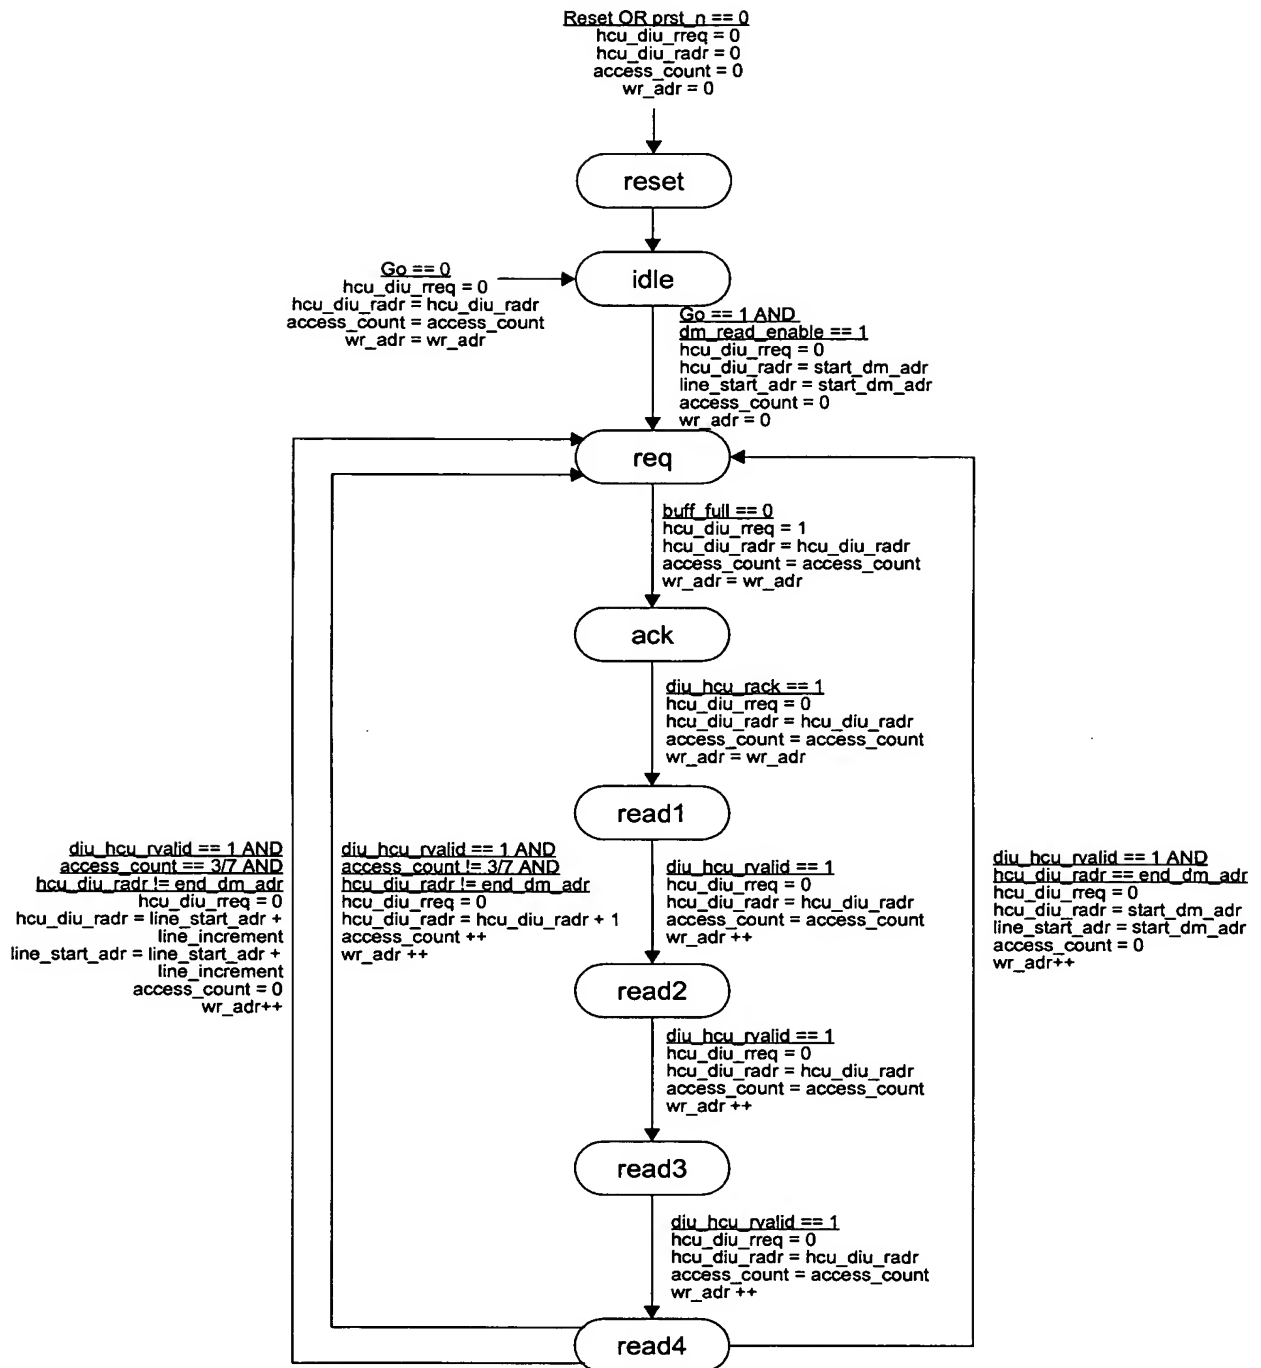 Reset OR prst_n == 0
hcu_diu_rreq = 0
hcu_diu_radr = 0
access_count = 0
wr_adr = 0
reset
idle
Go == 0
hcu_diu_rreq = 0
hcu_diu_radr = hcu_diu_radr
access_count = access_count
wr_adr = wr_adr
Go == 1 AND
dm_read_enable == 1
hcu_diu_rreq = 0
hcu_diu_radr = start_dm_adr
line_start_adr = start_dm_adr
access_count = 0
wr_adr = 0
req
buff_full == 0
hcu_diu_rreq = 1
hcu_diu_radr = hcu_diu_radr
access_count = access_count
wr_adr = wr_adr
ack
diu_hcu_rack == 1
hcu_diu_rreq = 0
hcu_diu_radr = hcu_diu_radr
access_count = access_count
wr_adr = wr_adr
read1
diu_hcu_rvalid == 1 AND
access_count == 3/7 AND
hcu_diu_radr != end_dm_adr
hcu_diu_rreq = 0
hcu_diu_radr = line_start_adr +
line_increment
line_start_adr = line_start_adr +
line_increment
access_count = 0
wr_adr++
diu_hcu_rvalid == 1 AND
access_count != 3/7 AND
hcu_diu_radr != end_dm_adr
hcu_diu_rreq = 0
hcu_diu_radr = hcu_diu_radr + 1
access_count ++
wr_adr ++
diu_hcu_rvalid == 1
hcu_diu_rreq = 0
hcu_diu_radr = hcu_diu_radr
access_count = access_count
wr_adr ++
diu_hcu_rvalid == 1 AND
hcu_diu_radr == end_dm_adr
hcu_diu_rreq = 0
hcu_diu_radr = start_dm_adr
line_start_adr = start_dm_adr
access_count = 0
wr_adr++
read2
diu_hcu_rvalid == 1
hcu_diu_rreq = 0
hcu_diu_radr = hcu_diu_radr
access_count = access_count
wr_adr ++
read3
diu_hcu_rvalid == 1
hcu_diu_rreq = 0
hcu_diu_radr = hcu_diu_radr
access_count = access_count
wr_adr ++
read4